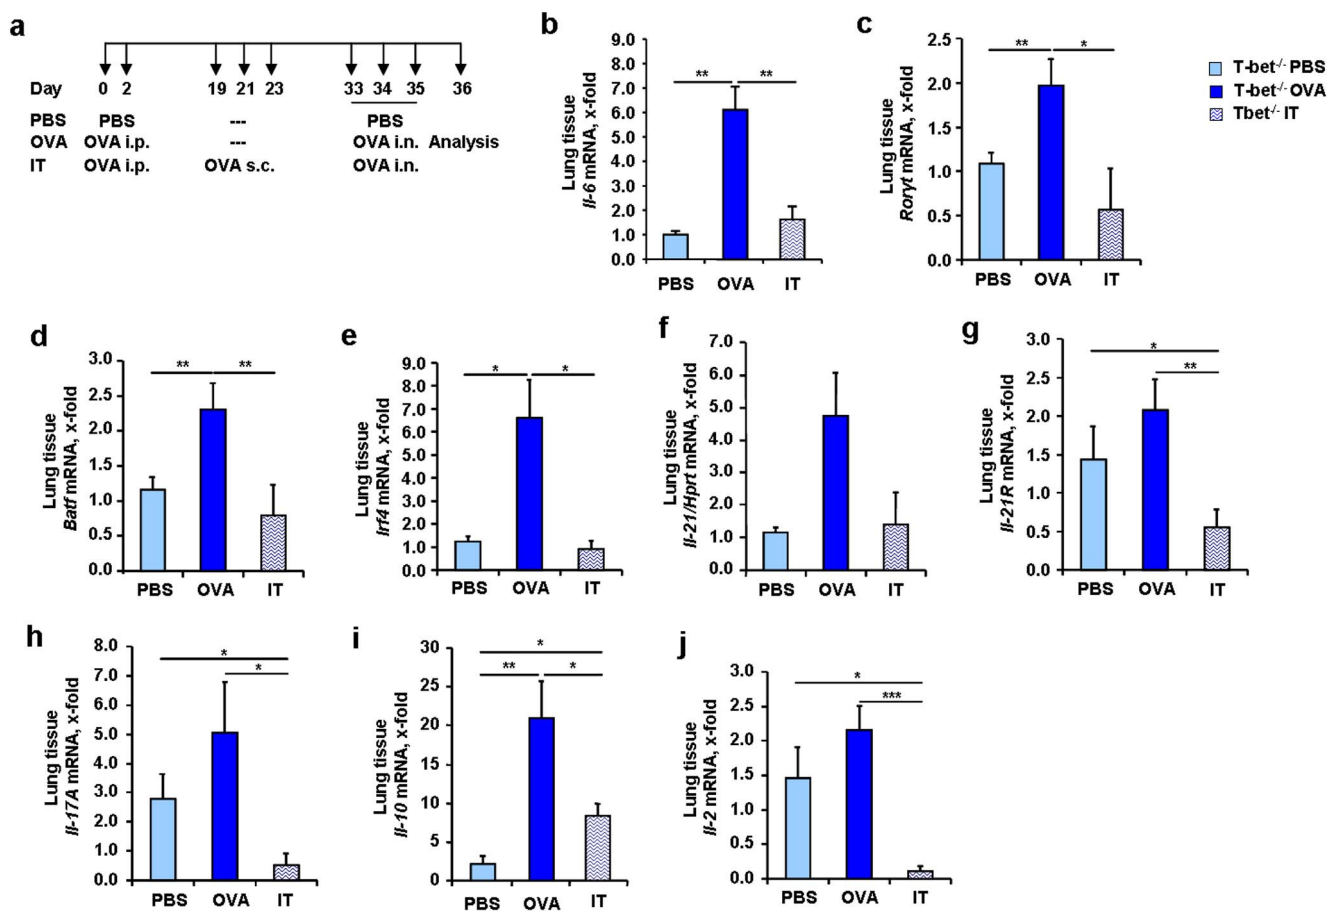 a
Day 0 2 19 21 23 33 34 35 36
PBS PBS --- PBS
OVA OVA i.p. --- OVA i.n. Analysis
IT OVA i.p. OVA s.c. OVA i.n.
b
Lung tissue
Il-6 mRNA, x-fold
9.0
8.0
7.0
6.0
5.0
4.0
3.0
2.0
1.0
0.0
** **
PBS OVA IT
c
Lung tissue
Rorγt mRNA, x-fold
2.5
2.0
1.5
1.0
0.5
0.0
** *
PBS OVA IT
T-bet-/- PBS
T-bet-/- OVA
Tbet-/- IT
d
Lung tissue
Batf mRNA, x-fold
3.0
2.5
2.0
1.5
1.0
0.5
0.0
** **
PBS OVA IT
e
Lung tissue
Irf4 mRNA, x-fold
9.0
8.0
7.0
6.0
5.0
4.0
3.0
2.0
1.0
0.0
* *
PBS OVA IT
f
Lung tissue
Il-21/Hprt mRNA, x-fold
7.0
6.0
5.0
4.0
3.0
2.0
1.0
0.0
PBS OVA IT
g
Lung tissue
Il-21R mRNA, x-fold
3.0
2.5
2.0
1.5
1.0
0.5
0.0
*
**
PBS OVA IT
h
Lung tissue
Il-17A mRNA, x-fold
8.0
7.0
6.0
5.0
4.0
3.0
2.0
1.0
0.0
*
*
PBS OVA IT
i
Lung tissue
Il-10 mRNA, x-fold
30
25
20
15
10
5
0
*
** *
PBS OVA IT
j
Lung tissue
Il-2 mRNA, x-fold
3.0
2.5
2.0
1.5
1.0
0.5
0.0
*
***
PBS OVA IT